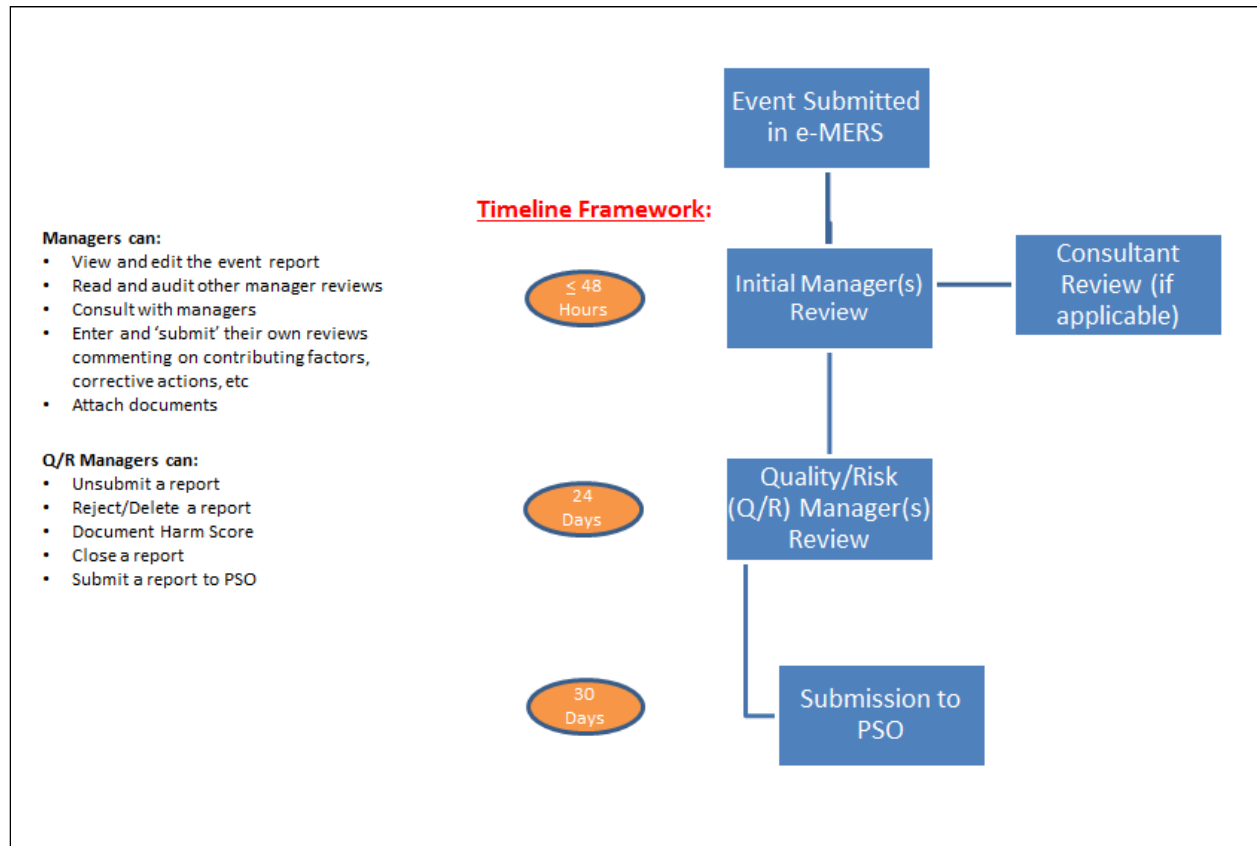 Event Submitted
in e-MERS
Timeline Framework:
Managers can:
• View and edit the event report
• Read and audit other manager reviews
• Consult with managers
• Enter and ‘submit’ their own reviews
commenting on contributing factors,
corrective actions, etc
• Attach documents
≤ 48
Hours
Initial Manager(s)
Review
Consultant
Review (if
applicable)
Q/R Managers can:
• Unsubmit a report
• Reject/Delete a report
• Document Harm Score
• Close a report
• Submit a report to PSO
24
Days
Quality/Risk
(Q/R) Manager(s)
Review
30
Days
Submission to
PSO